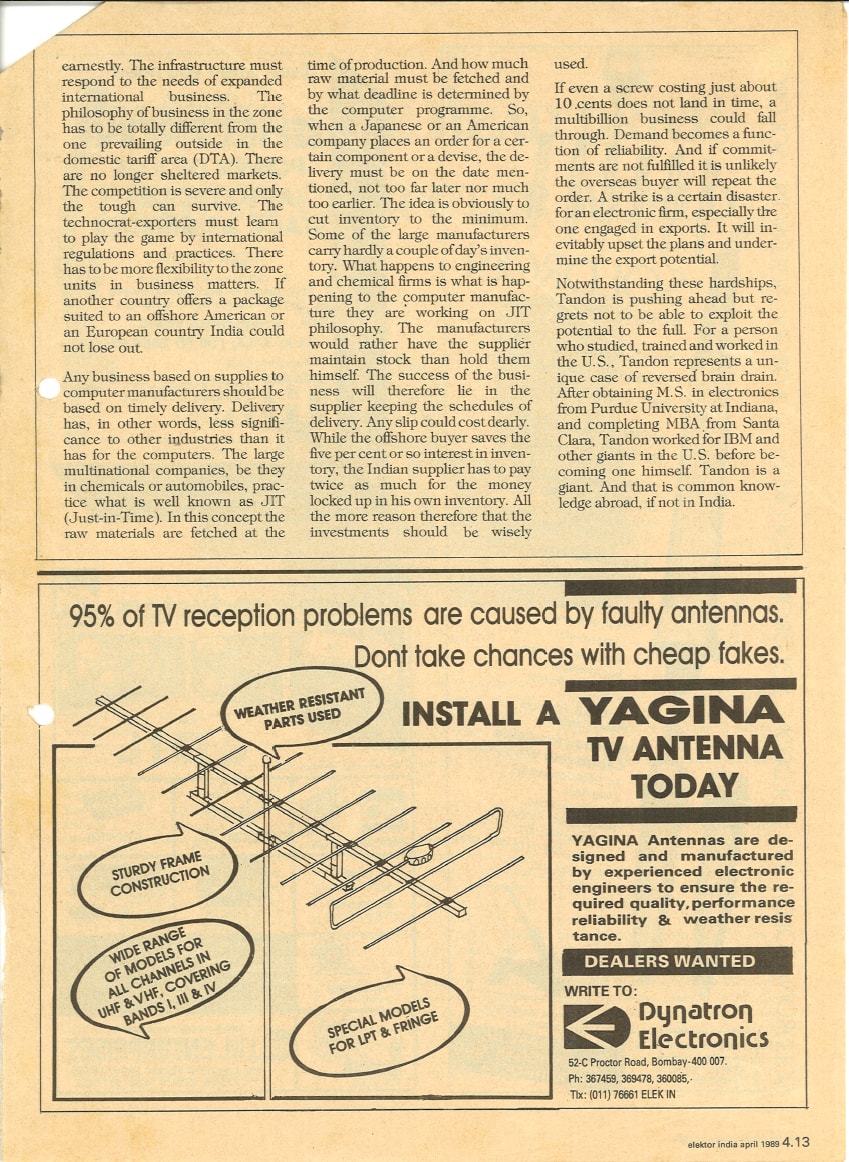 earnestly. The infrastructure must
respond to the needs of expanded
international business. The
philosophy of business in the zone
has to be totally different from the
one prevailing outside in the
domestic tariff area (DTA). There
are no longer sheltered markets.
The competition is severe and only
the tough can survive. The
technocrat-exporters must learn
to play the game by international
regulations and practices. There
has to be more flexibility to the zone
units in business matters. If
another country offers a package
suited to an offshore American or
an European country India could
not lose out.
Any business based on supplies to
computer manufacturers should be
based on timely delivery. Delivery
has, in other words, less signifi-
cance to other industries than it
has for the computers. The large
multinational companies, be they
in chemicals or automobiles, prac-
tice what is well known as JIT
(Just-in-Time). In this concept the
raw materials are fetched at the
time of production. And how much
raw material must be fetched and
by what deadline is determined by
the computer programme. So,
when a Japanese or an American
company places an order for a cer-
tain component or a devise, the de-
livery must be on the date men-
tioned, not too far later nor much
too earlier. The idea is obviously to
cut inventory to the minimum.
Some of the large manufacturers
carry hardly a couple of day's inven-
tory. What happens to engineering
and chemical firms is what is hap-
pening to the computer manufac-
ture they are working on JIT
philosophy. The manufacturers
would rather have the supplier
maintain stock than hold them
himself. The success of the busi-
ness will therefore lie in the
supplier keeping the schedules of
delivery. Any slip could cost dearly.
While the offshore buyer saves the
five per cent or so interest in inven-
tory, the Indian supplier has to pay
twice as much for the money
locked up in his own inventory. All
the more reason therefore that the
investments should be wisely
used.
If even a screw costing just about
10 cents does not land in time, a
multibillion business could fall
through. Demand becomes a func-
tion of reliability. And if commit-
ments are not fulfilled it is unlikely
the overseas buyer will repeat the
order. A strike is a certain disaster
for an electronic firm, especially the
one engaged in exports. It will in-
evitably upset the plans and under-
mine the export potential.
Notwithstanding these hardships,
Tandon is pushing ahead but re-
grets not to be able to exploit the
potential to the full. For a person
who studied, trained and worked in
the U.S., Tandon represents a un-
ique case of reversed brain drain.
After obtaining M.S. in electronics
from Purdue University at Indiana,
and completing MBA from Santa
Clara, Tandon worked for IBM and
other giants in the U.S. before be-
coming one himself. Tandon is a
giant. And that is common know-
ledge abroad, if not in India.
95% of TV reception problems are caused by faulty antennas.
Dont take chances with cheap fakes.
INSTALL A YAGINA
TV ANTENNA
TODAY
WEATHER RESISTANT
PARTS USED
STURDY FRAME
CONSTRUCTION
WIDE RANGE
OF MODELS FOR
ALL CHANNELS IN
UHF & VHF, COVERING
BANDS I, III & IV
SPECIAL MODELS
FOR LPT & FRINGE
YAGINA Antennas are de-
signed and manufactured
by experienced electronic
engineers to ensure the re-
quired quality, performance
reliability & weather resis
tance.
DEALERS WANTED
WRITE TO:
Dynatron
Electronics
52-C Proctor Road, Bombay-400 007.
Ph: 367459, 369478, 360085,-
Tlx: (011) 76661 ELEK IN
elektor india april 1989 4.13